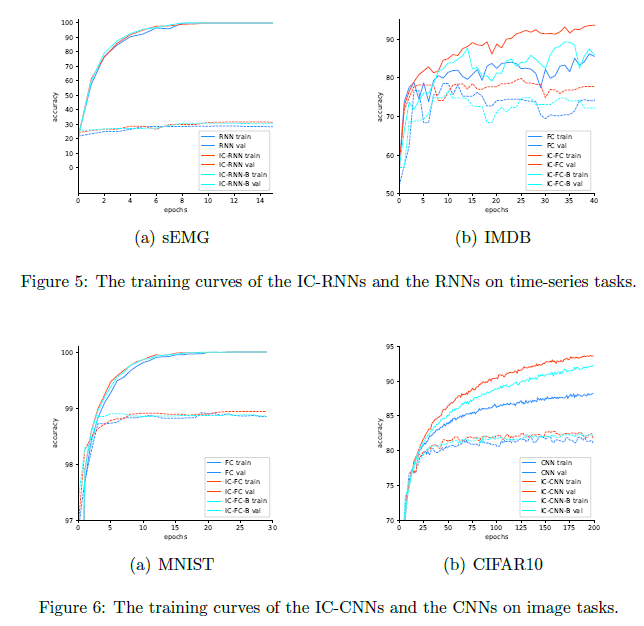 100
90
80
70
60
50
40
30
20
10
0
accuracy
RNN train
RNN val
IC-RNN train
IC-RNN val
IC-RNN-B train
IC-RNN-B val
0 2 4 6 8 10 12 14
epochs
(a) sEMG
90
80
70
60
50
accuracy
FC train
FC val
IC-FC train
IC-FC val
IC-FC-B train
IC-FC-B val
0 5 10 15 20 25 30 35 40
epochs
(b) IMDB
Figure 5: The training curves of the IC-RNNs and the RNNs on time-series tasks.
100
99
98
97
accuracy
FC train
FC val
IC-FC train
IC-FC val
IC-FC-B train
IC-FC-B val
0 5 10 15 20 25 30
epochs
(a) MNIST
95
90
85
80
75
70
accuracy
CNN train
CNN val
IC-CNN train
IC-CNN val
IC-CNN-B train
IC-CNN-B val
0 25 50 75 100 125 150 175 200
epochs
(b) CIFAR10
Figure 6: The training curves of the IC-CNNs and the CNNs on image tasks.